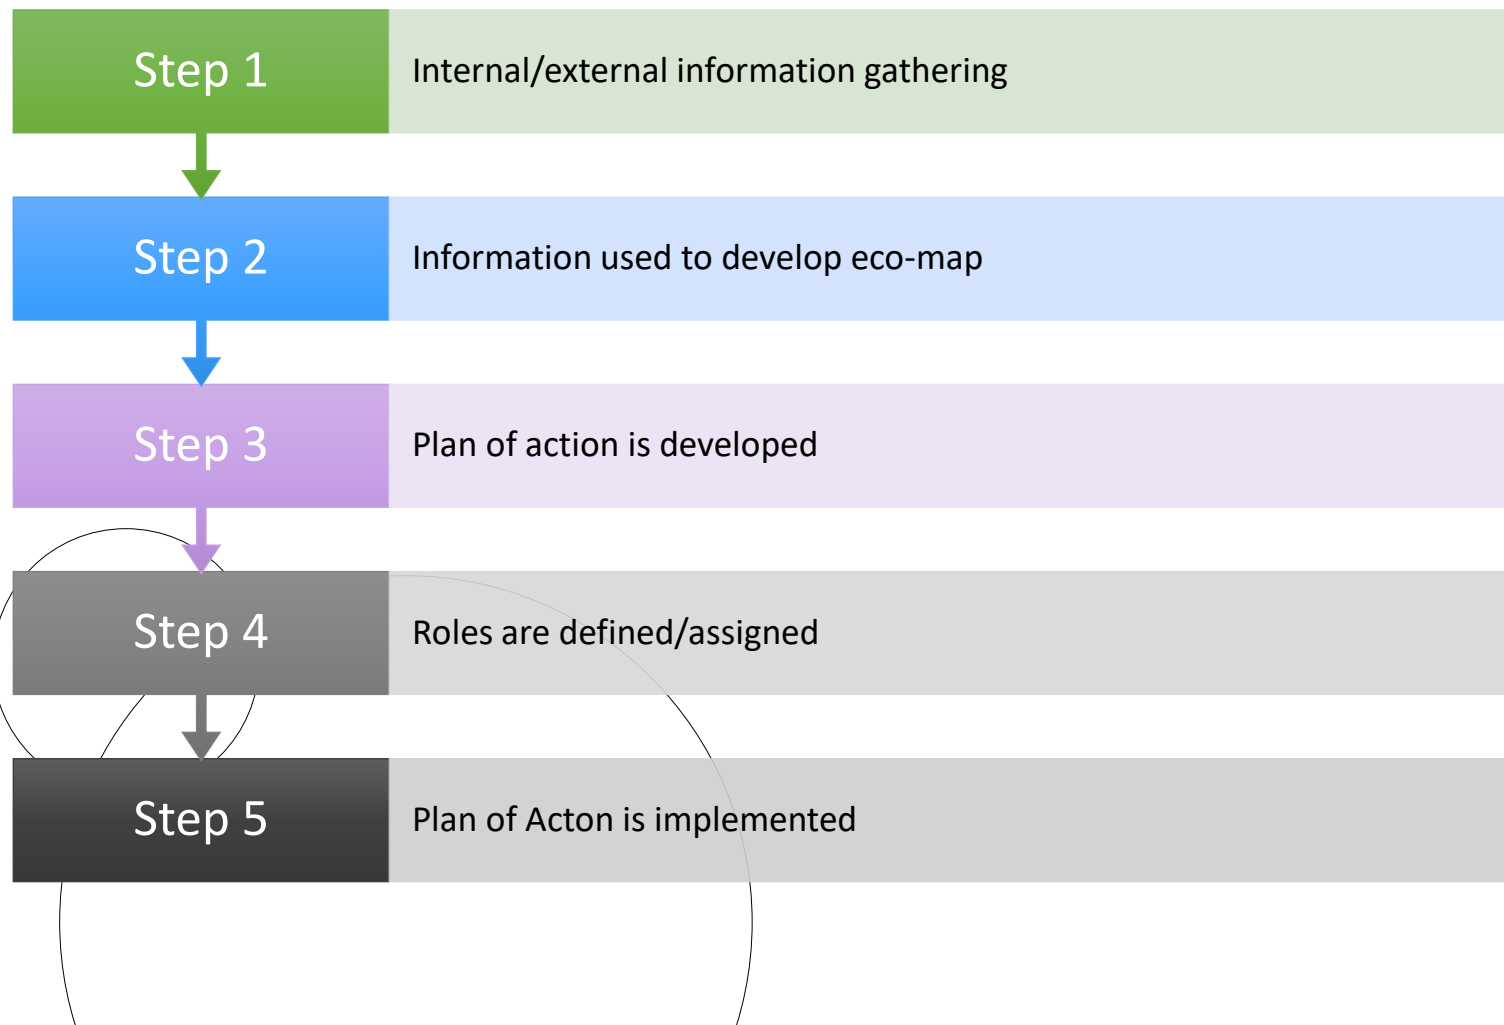 Step 1
Internal/external information gathering
Step 2
Information used to develop eco-map
Step 3
Plan of action is developed
Step 4
Roles are defined/assigned
Step 5
Plan of Acton is implemented